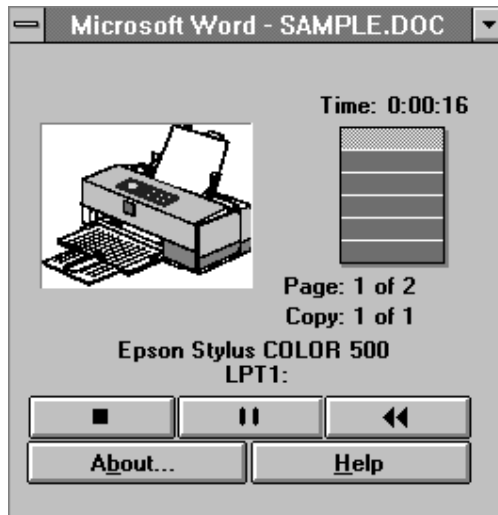 Microsoft Word - SAMPLE.DOC
Time: 0:00:16
Page: 1 of 2
Copy: 1 of 1
Epson Stylus COLOR 500
LPT1:
About...
Help